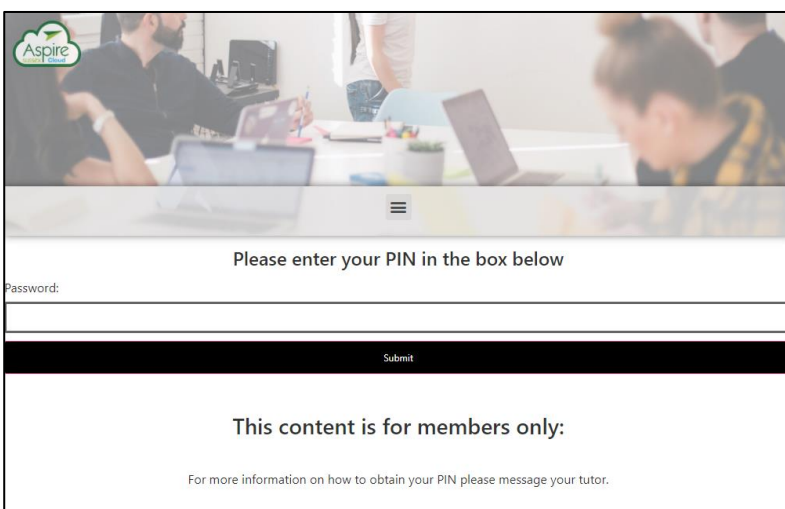 Aspire
Cloud
Please enter your PIN in the box below
Password:
Submit
This content is for members only:
For more information on how to obtain your PIN please message your tutor.